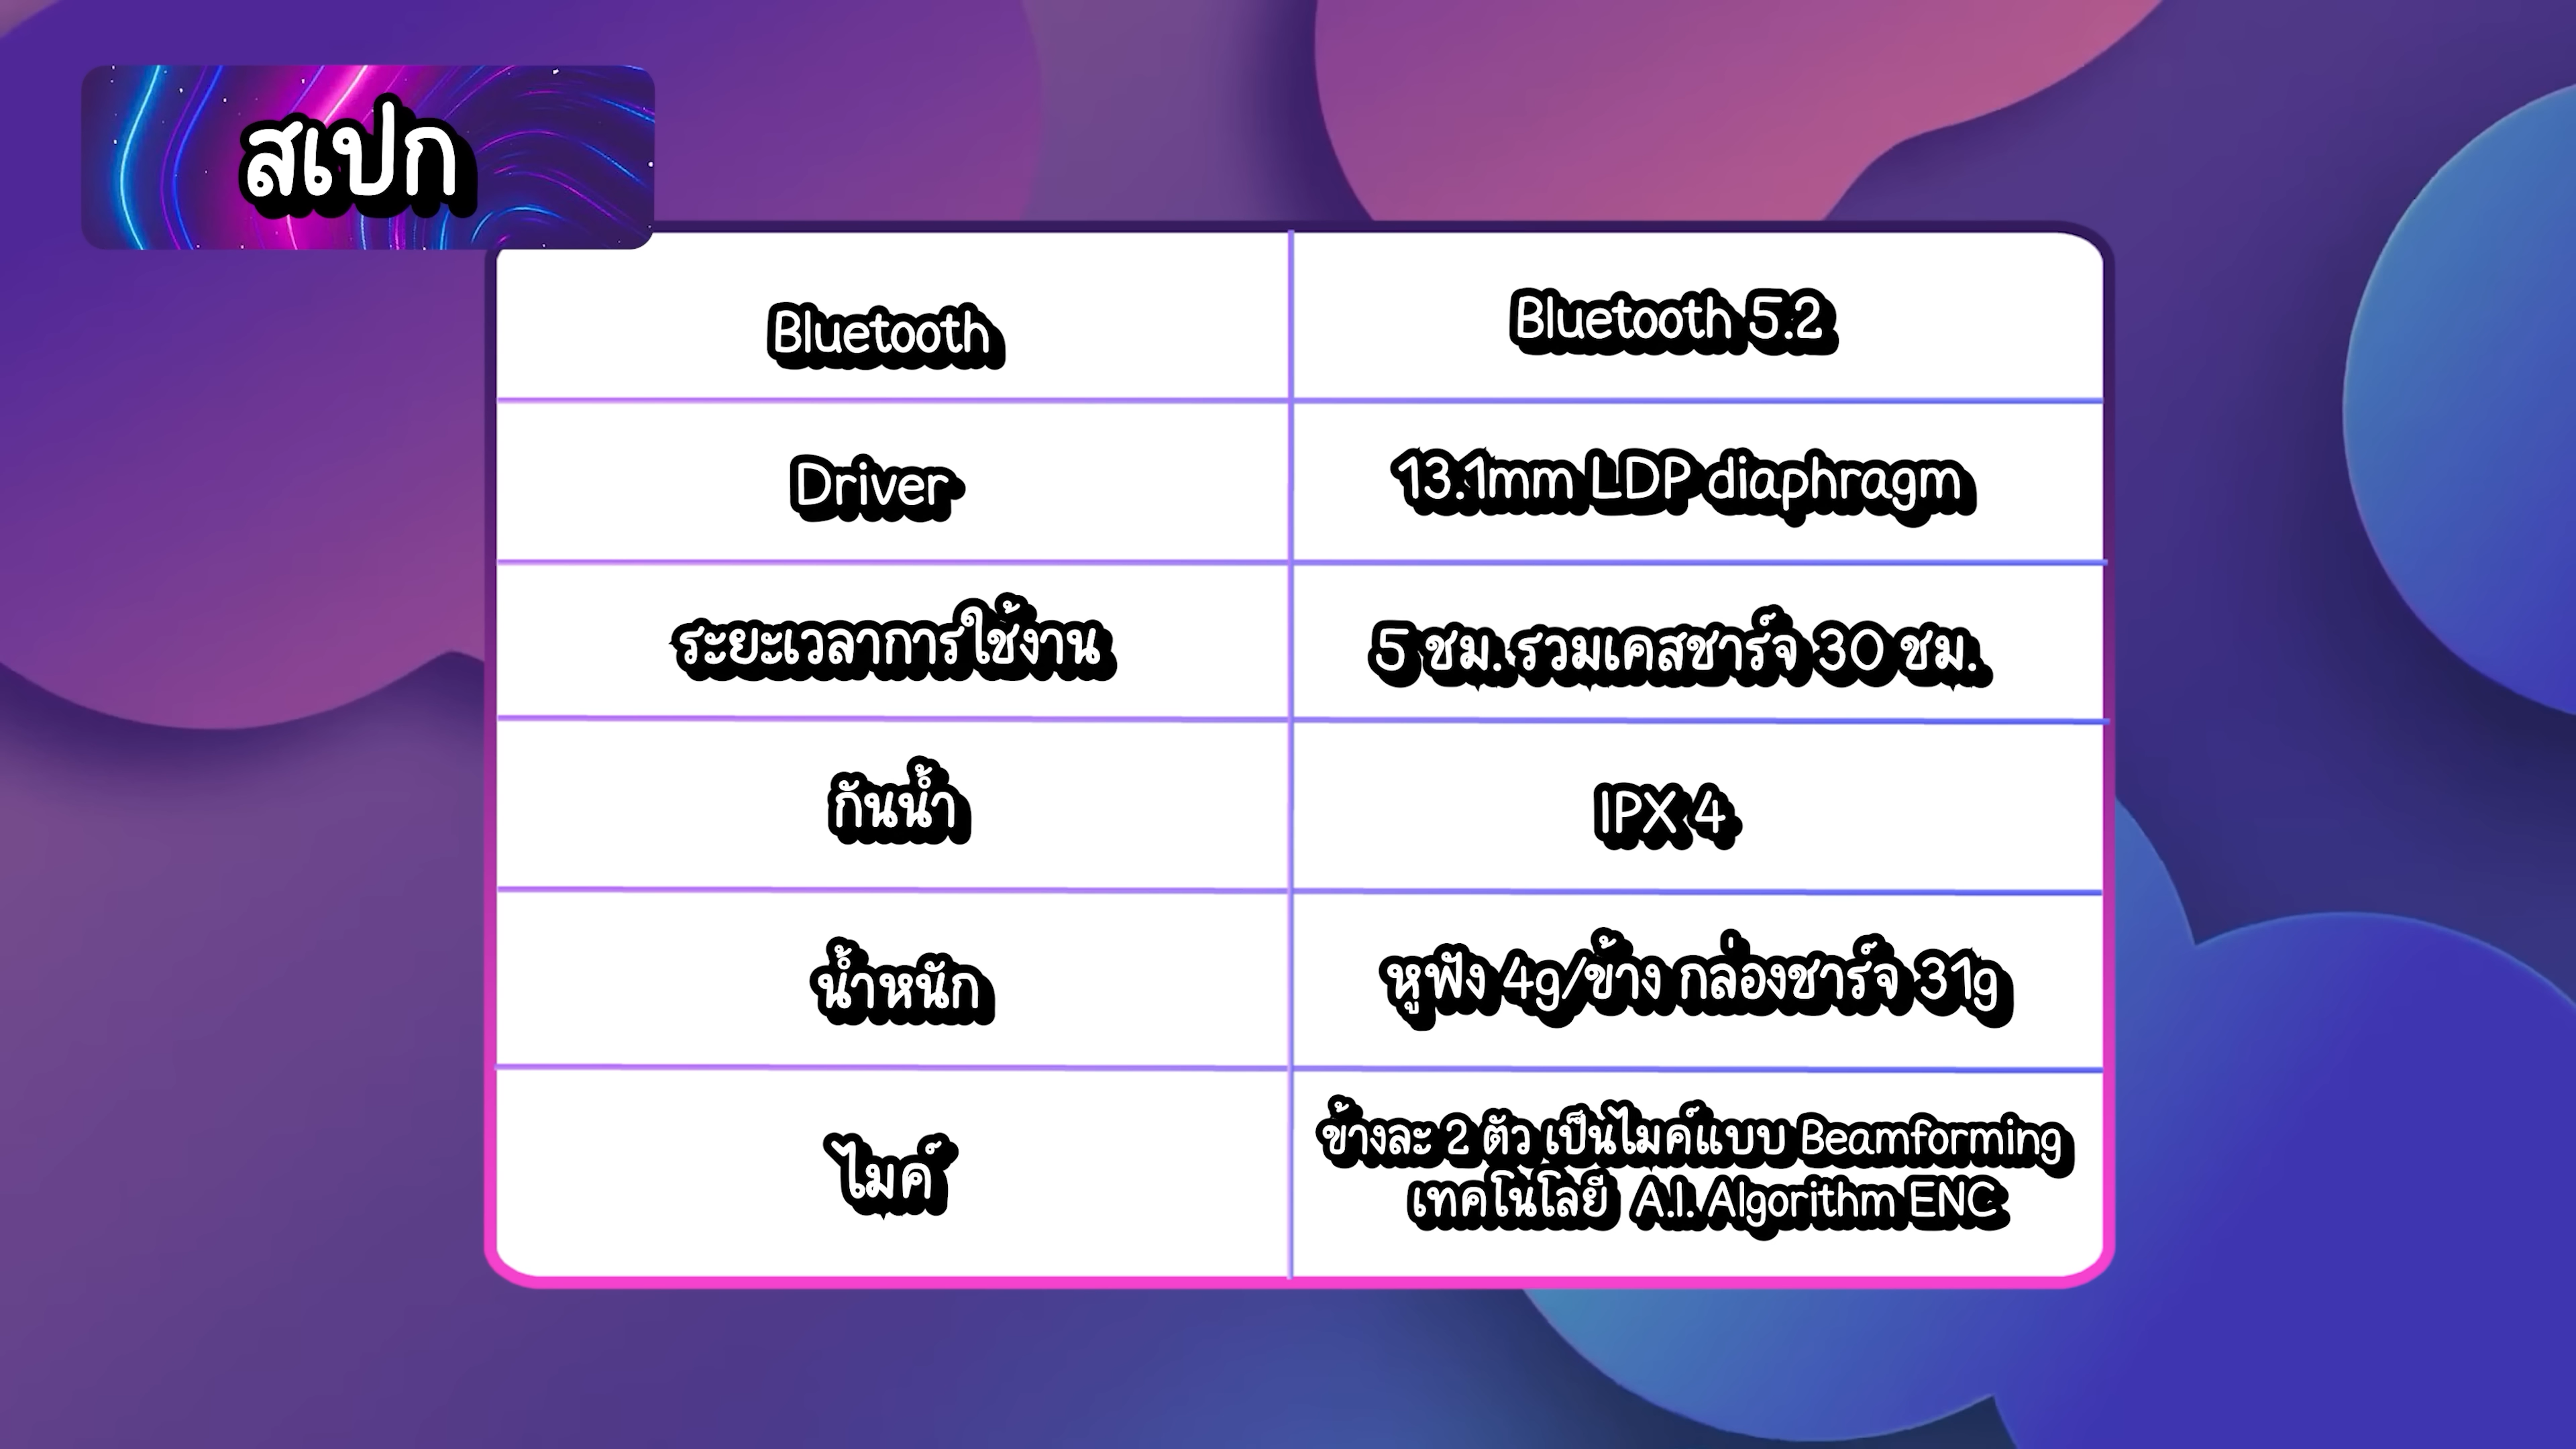 สเปก
Bluetooth
Bluetooth 5.2
Driver
13.1mm LDP diaphragm
ระยะเวลาการใช้งาน
5 ชม. รวมเคสชาร์จ 30 ชม.
กันน้ำ
IPX 4
น้ำหนัก
หูฟัง 4g/ข้าง กล่องชาร์จ 31g
ไมค์
ข้างละ 2 ตัว เป็นไมค์แบบ Beamforming
เทคโนโลยี A.I. Algorithm ENC